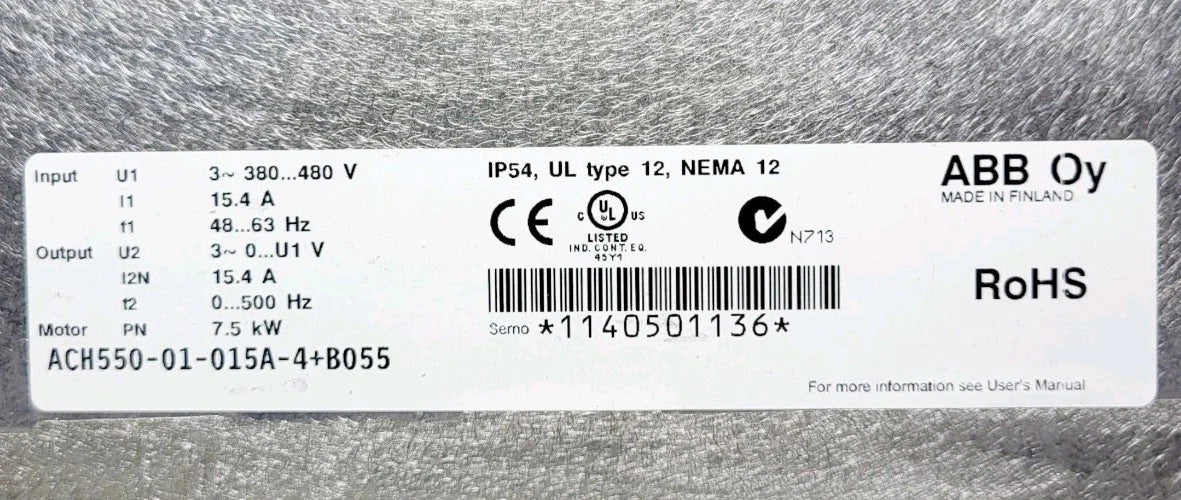 Input U1 3~ 380...480 V
I1 15.4 A
f1 48...63 Hz
Output U2 3~ 0...U1 V
I2N 15.4 A
f2 0...500 Hz
Motor PN 7.5 kW
ACH550-01-015A-4+B055
IP54, UL type 12, NEMA 12
CE
C UL US
LISTED
IND. CONT. EQ.
45Y1
N713
Serno *1140501136*
ABB Oy
MADE IN FINLAND
RoHS
For more information see User's Manual